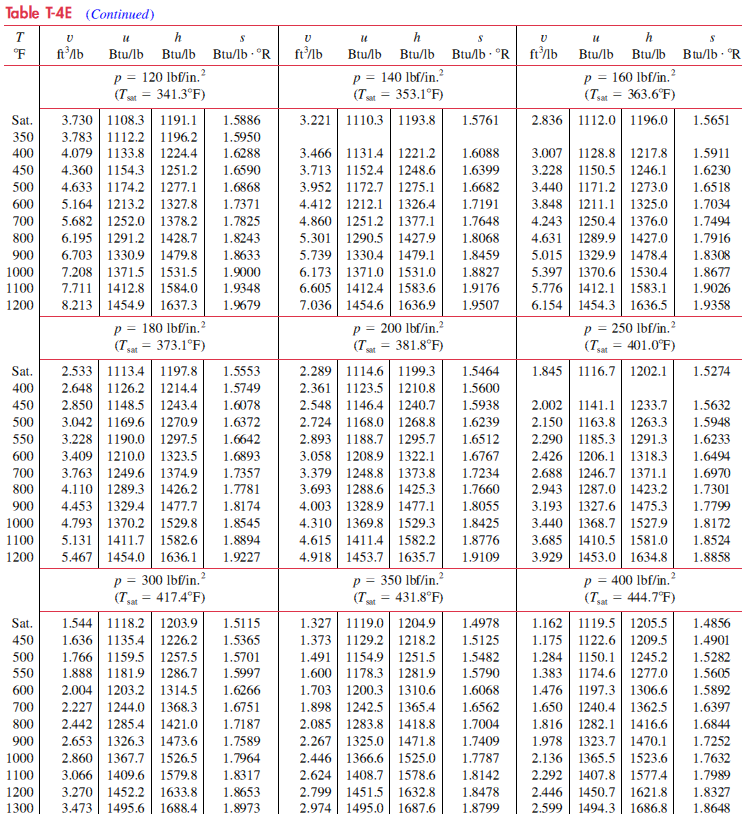 Table T-4E (Continued)
T v u h s v u h s v u h s
°F ft³/lb Btu/lb Btu/lb Btu/lb · °R ft³/lb Btu/lb Btu/lb Btu/lb · °R ft³/lb Btu/lb Btu/lb Btu/lb · °R
p = 120 lbf/in.² p = 140 lbf/in.² p = 160 lbf/in.²
(Tsat = 341.3°F) (Tsat = 353.1°F) (Tsat = 363.6°F)
Sat. 3.730 1108.3 1191.1 1.5886 3.221 1110.3 1193.8 1.5761 2.836 1112.0 1196.0 1.5651
350 3.783 1112.2 1196.2 1.5950
400 4.079 1133.8 1224.4 1.6288 3.466 1131.4 1221.2 1.6088 3.007 1128.8 1217.8 1.5911
450 4.360 1154.3 1251.2 1.6590 3.713 1152.4 1248.6 1.6399 3.228 1150.5 1246.1 1.6230
500 4.633 1174.2 1277.1 1.6868 3.952 1172.7 1275.1 1.6682 3.440 1171.2 1273.0 1.6518
600 5.164 1213.2 1327.8 1.7371 4.412 1212.1 1326.4 1.7191 3.848 1211.1 1325.0 1.7034
700 5.682 1252.0 1378.2 1.7825 4.860 1251.2 1377.1 1.7648 4.243 1250.4 1376.0 1.7494
800 6.195 1291.2 1428.7 1.8243 5.301 1290.5 1427.9 1.8068 4.631 1289.9 1427.0 1.7916
900 6.703 1330.9 1479.8 1.8633 5.739 1330.4 1479.1 1.8459 5.015 1329.9 1478.4 1.8308
1000 7.208 1371.5 1531.5 1.9000 6.173 1371.0 1531.0 1.8827 5.397 1370.6 1530.4 1.8677
1100 7.711 1412.8 1584.0 1.9348 6.605 1412.4 1583.6 1.9176 5.776 1412.1 1583.1 1.9026
1200 8.213 1454.9 1637.3 1.9679 7.036 1454.6 1636.9 1.9507 6.154 1454.3 1636.5 1.9358
p = 180 lbf/in.² p = 200 lbf/in.² p = 250 lbf/in.²
(Tsat = 373.1°F) (Tsat = 381.8°F) (Tsat = 401.0°F)
Sat. 2.533 1113.4 1197.8 1.5553 2.289 1114.6 1199.3 1.5464 1.845 1116.7 1202.1 1.5274
400 2.648 1126.2 1214.4 1.5749 2.361 1123.5 1210.8 1.5600
450 2.850 1148.5 1243.4 1.6078 2.548 1146.4 1240.7 1.5938 2.002 1141.1 1233.7 1.5632
500 3.042 1169.6 1270.9 1.6372 2.724 1168.0 1268.8 1.6239 2.150 1163.8 1263.3 1.5948
550 3.228 1190.0 1297.5 1.6642 2.893 1188.7 1295.7 1.6512 2.290 1185.3 1291.3 1.6233
600 3.409 1210.0 1323.5 1.6893 3.058 1208.9 1322.1 1.6767 2.426 1206.1 1318.3 1.6494
700 3.763 1249.6 1374.9 1.7357 3.379 1248.8 1373.8 1.7234 2.688 1246.7 1371.1 1.6970
800 4.110 1289.3 1426.2 1.7781 3.693 1288.6 1425.3 1.7660 2.943 1287.0 1423.2 1.7301
900 4.453 1329.4 1477.7 1.8174 4.003 1328.9 1477.1 1.8055 3.193 1327.6 1475.3 1.7799
1000 4.793 1370.2 1529.8 1.8545 4.310 1369.8 1529.3 1.8425 3.440 1368.7 1527.9 1.8172
1100 5.131 1411.7 1582.6 1.8894 4.615 1411.4 1582.2 1.8776 3.685 1410.5 1581.0 1.8524
1200 5.467 1454.0 1636.1 1.9227 4.918 1453.7 1635.7 1.9109 3.929 1453.0 1634.8 1.8858
p = 300 lbf/in.² p = 350 lbf/in.² p = 400 lbf/in.²
(Tsat = 417.4°F) (Tsat = 431.8°F) (Tsat = 444.7°F)
Sat. 1.544 1118.2 1203.9 1.5115 1.327 1119.0 1204.9 1.4978 1.162 1119.5 1205.5 1.4856
450 1.636 1135.4 1226.2 1.5365 1.373 1129.2 1218.2 1.5125 1.175 1122.6 1209.5 1.4901
500 1.766 1159.5 1257.5 1.5701 1.491 1154.9 1251.5 1.5482 1.284 1150.1 1245.2 1.5282
550 1.888 1181.9 1286.7 1.5997 1.600 1178.3 1281.9 1.5790 1.383 1174.6 1277.0 1.5605
600 2.004 1203.2 1314.5 1.6266 1.703 1200.3 1310.6 1.6068 1.476 1197.3 1306.6 1.5892
700 2.227 1244.0 1368.3 1.6751 1.898 1242.5 1365.4 1.6562 1.650 1240.4 1362.5 1.6397
800 2.442 1285.4 1421.0 1.7187 2.085 1283.8 1418.8 1.7004 1.816 1282.1 1416.6 1.6844
900 2.653 1326.3 1473.6 1.7589 2.267 1325.0 1471.8 1.7409 1.978 1323.7 1470.1 1.7252
1000 2.860 1367.7 1526.5 1.7964 2.446 1366.6 1525.0 1.7787 2.136 1365.5 1523.6 1.7632
1100 3.066 1409.6 1579.8 1.8317 2.624 1408.7 1578.6 1.8142 2.292 1407.8 1577.4 1.7989
1200 3.270 1452.2 1633.8 1.8653 2.799 1451.5 1632.8 1.8478 2.446 1450.7 1621.8 1.8327
1300 3.473 1495.6 1688.4 1.8973 2.974 1495.0 1687.6 1.8799 2.599 1494.3 1686.8 1.8648